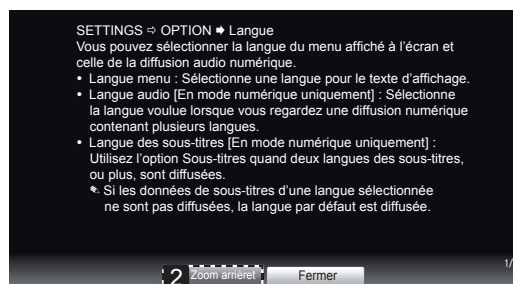 SETTINGS ⇨ OPTION ➧ Langue
Vous pouvez sélectionner la langue du menu affiché à l'écran et
celle de la diffusion audio numérique.
• Langue menu : Sélectionne une langue pour le texte d'affichage.
• Langue audio [En mode numérique uniquement] : Sélectionne
la langue voulue lorsque vous regardez une diffusion numérique
contenant plusieurs langues.
• Langue des sous-titres [En mode numérique uniquement] :
Utilisez l'option Sous-titres quand deux langues des sous-titres,
ou plus, sont diffusées.
✎ Si les données de sous-titres d'une langue sélectionnée
ne sont pas diffusées, la langue par défaut est diffusée.
1/
2 Zoom arrièret Fermer